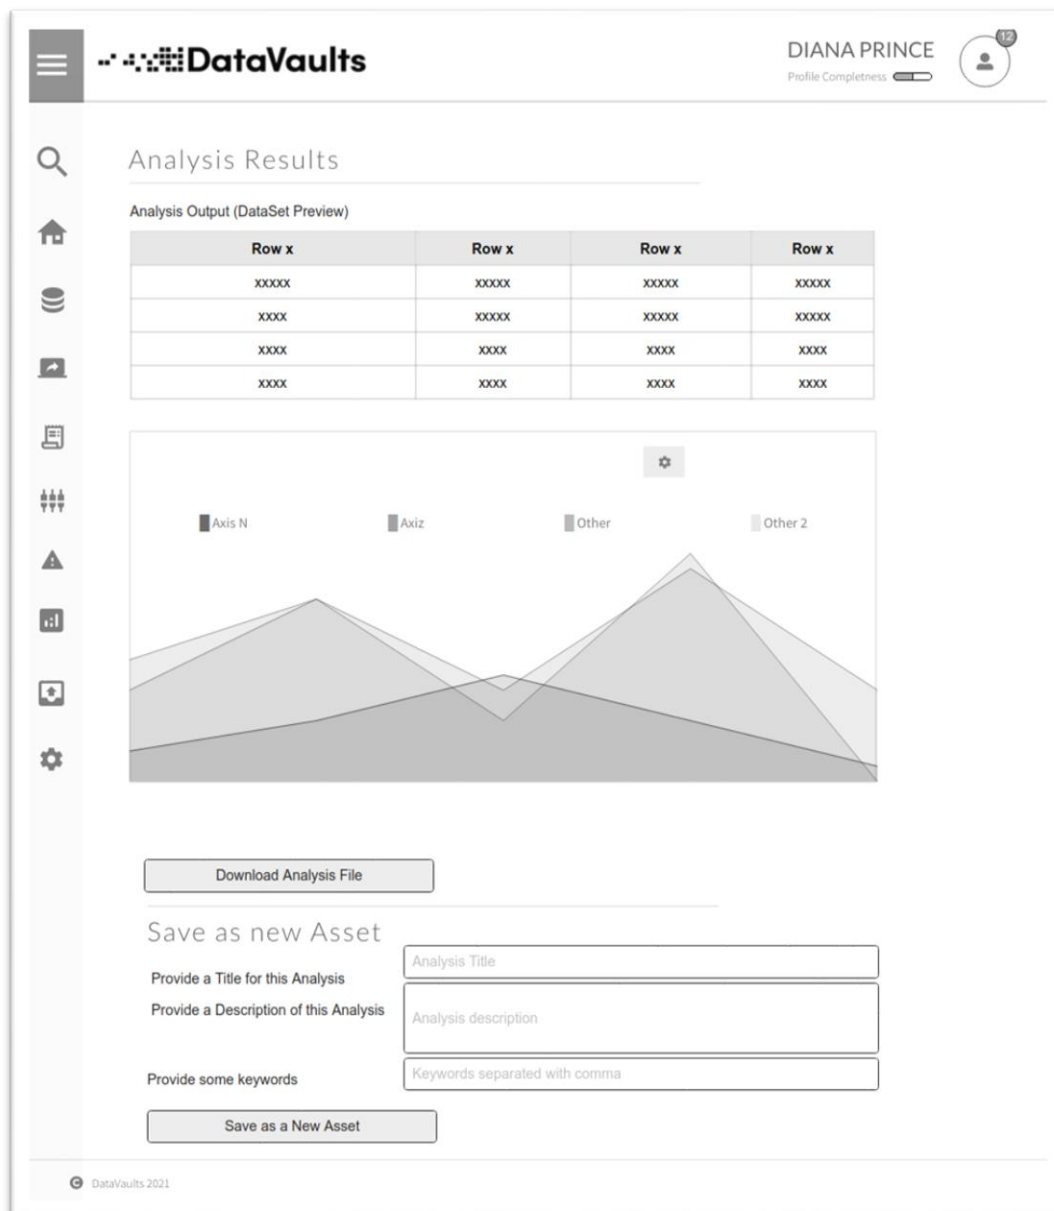 DataVaults
DIANA PRINCE
12
Profile Completness
Analysis Results
Analysis Output (DataSet Preview)
Row x Row x Row x Row x
xxxxx xxxxx xxxxx xxxxx
xxxx xxxxx xxxxx xxxxx
xxxx xxxx xxxx xxxx
xxxx xxxx xxxx xxxx
Axis N Axiz Other Other 2
Download Analysis File
Save as new Asset
Provide a Title for this Analysis Analysis Title
Provide a Description of this Analysis Analysis description
Provide some keywords Keywords separated with comma
Save as a New Asset
C DataVaults 2021